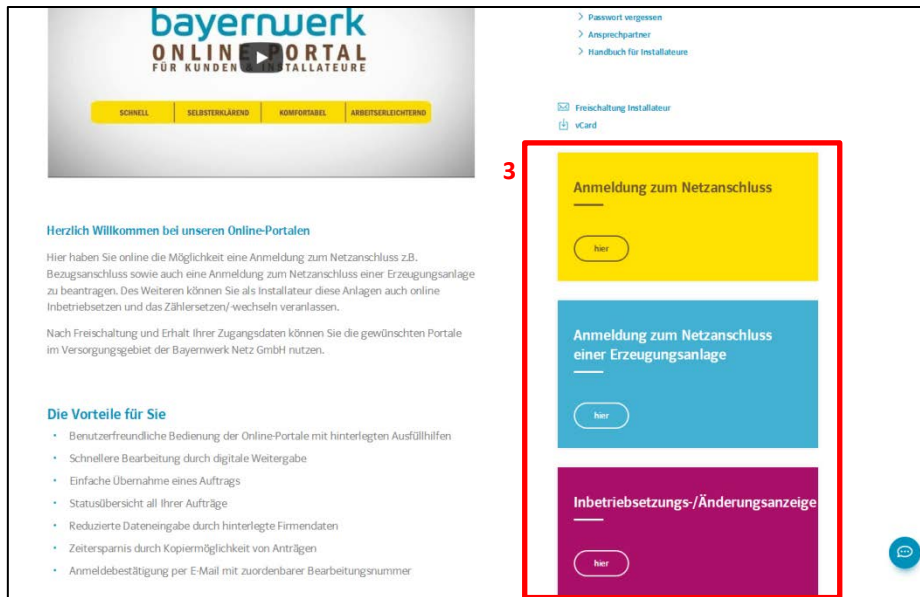 bayernwerk
ONLINE PORTAL
FÜR KUNDEN & INSTALLATEURE
SCHNELL
SELBSTERKLÄREND
KOMFORTABEL
ARBEITSERLEICHTERND
Herzlich Willkommen bei unseren Online-Portalen
Hier haben Sie online die Möglichkeit eine Anmeldung zum Netzanschluss z.B.
Bezugsanschluss sowie auch eine Anmeldung zum Netzanschluss einer Erzeugungsanlage
zu beantragen. Des Weiteren können Sie als Installateur diese Anlagen auch online
Inbetriebsetzen und das Zählersetzen/-wechseln veranlassen.
Nach Freischaltung und Erhalt Ihrer Zugangsdaten können Sie die gewünschten Portale
im Versorgungsgebiet der Bayernwerk Netz GmbH nutzen.
Die Vorteile für Sie
• Benutzerfreundliche Bedienung der Online-Portale mit hinterlegten Ausfüllhilfen
• Schnellere Bearbeitung durch digitale Weitergabe
• Einfache Übernahme eines Auftrags
• Statusübersicht all Ihrer Aufträge
• Reduzierte Dateneingabe durch hinterlegte Firmendaten
• Zeitersparnis durch Kopiermöglichkeit von Anträgen
• Anmeldebestätigung per E-Mail mit zuordenbarer Bearbeitungsnummer
> Passwort vergessen
> Ansprechpartner
> Handbuch für Installateure
Freischaltung Installateur
vCard
3
Anmeldung zum Netzanschluss
hier
Anmeldung zum Netzanschluss
einer Erzeugungsanlage
hier
Inbetriebsetzungs-/Änderungsanzeige
hier